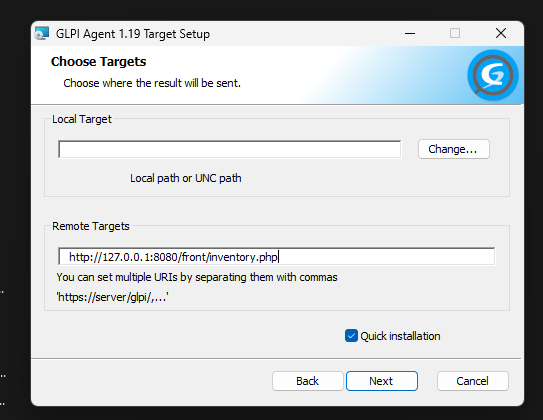 GLPI Agent 1.19 Target Setup
Choose Targets
Choose where the result will be sent.
Local Target
Change...
Local path or UNC path
Remote Targets
http://127.0.0.1:8080/front/inventory.php
You can set multiple URIs by separating them with commas
'https://server/glpi/,...'
Quick installation
Back Next Cancel